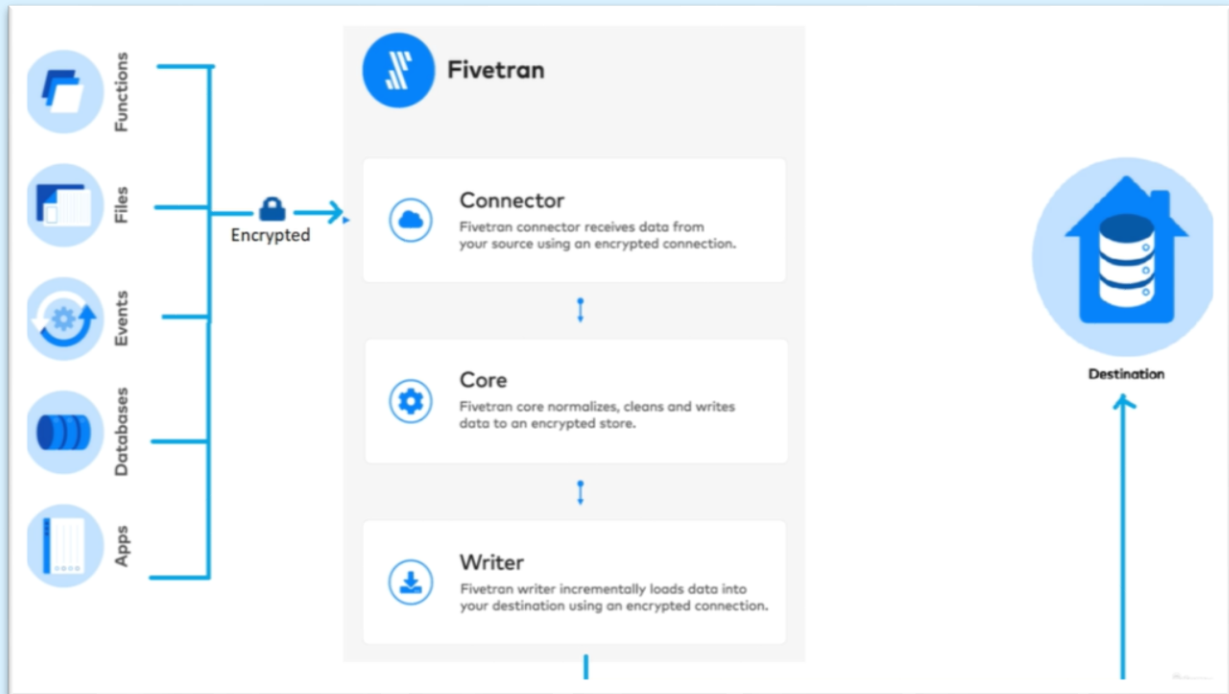 Functions
Files
Events
Databases
Apps
Encrypted
Fivetran
Connector
Fivetran connector receives data from
your source using an encrypted connection.
Core
Fivetran core normalizes, cleans and writes
data to an encrypted store.
Writer
Fivetran writer incrementally loads data into
your destination using an encrypted connection.
Destination